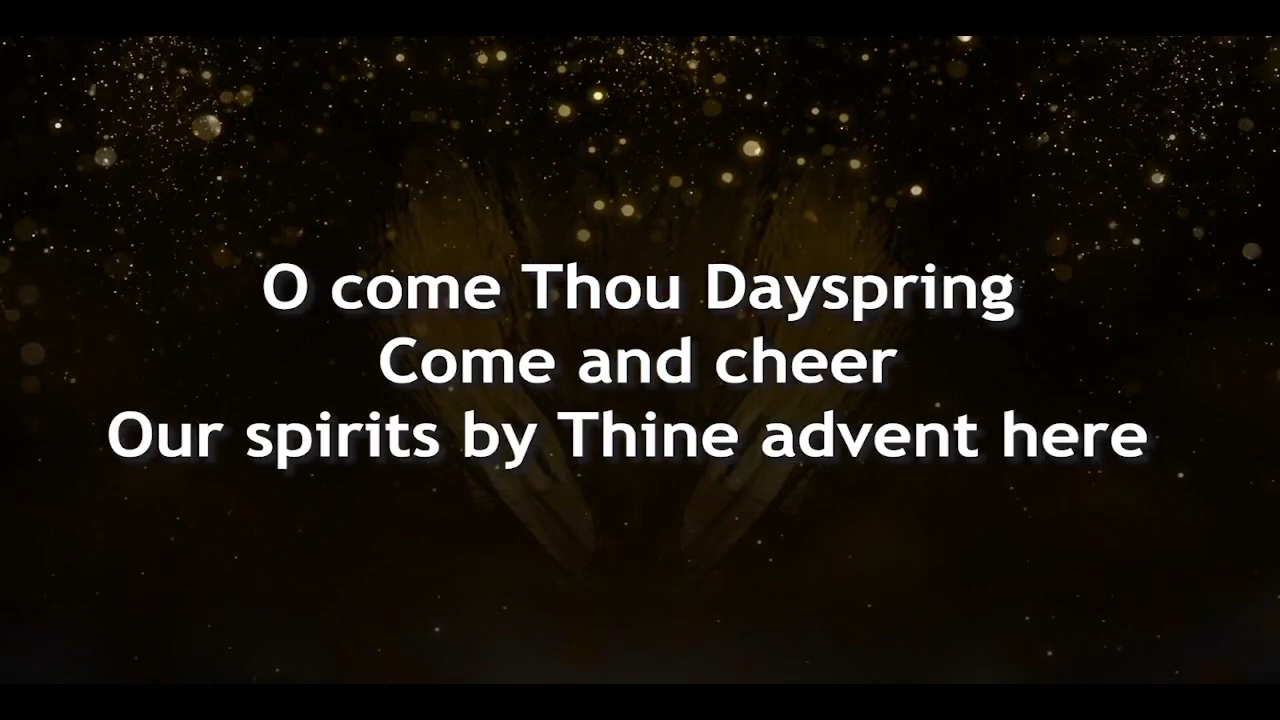 O come Thou Dayspring
Come and cheer
Our spirits by Thine advent here